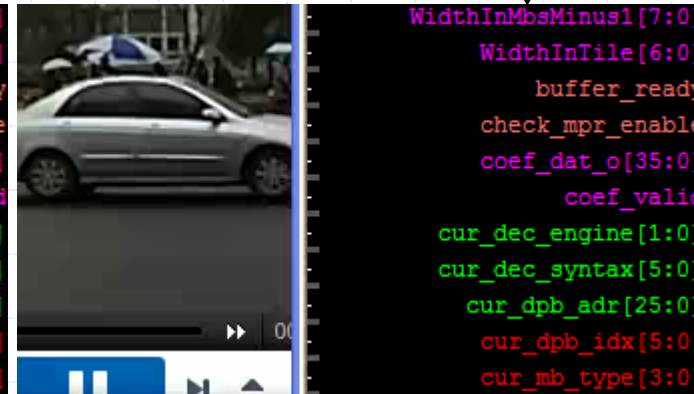 WidthInMbsMinus1[7:0
WidthInTile[6:0
buffer_ready
check_mpr_enable
coef_dat_o[35:0
coef_valid
cur_dec_engine[1:0]
cur_dec_syntax[5:0]
cur_dpb_adr[25:0]
cur_dpb_idx[5:0
cur_mb_type[3:0
00